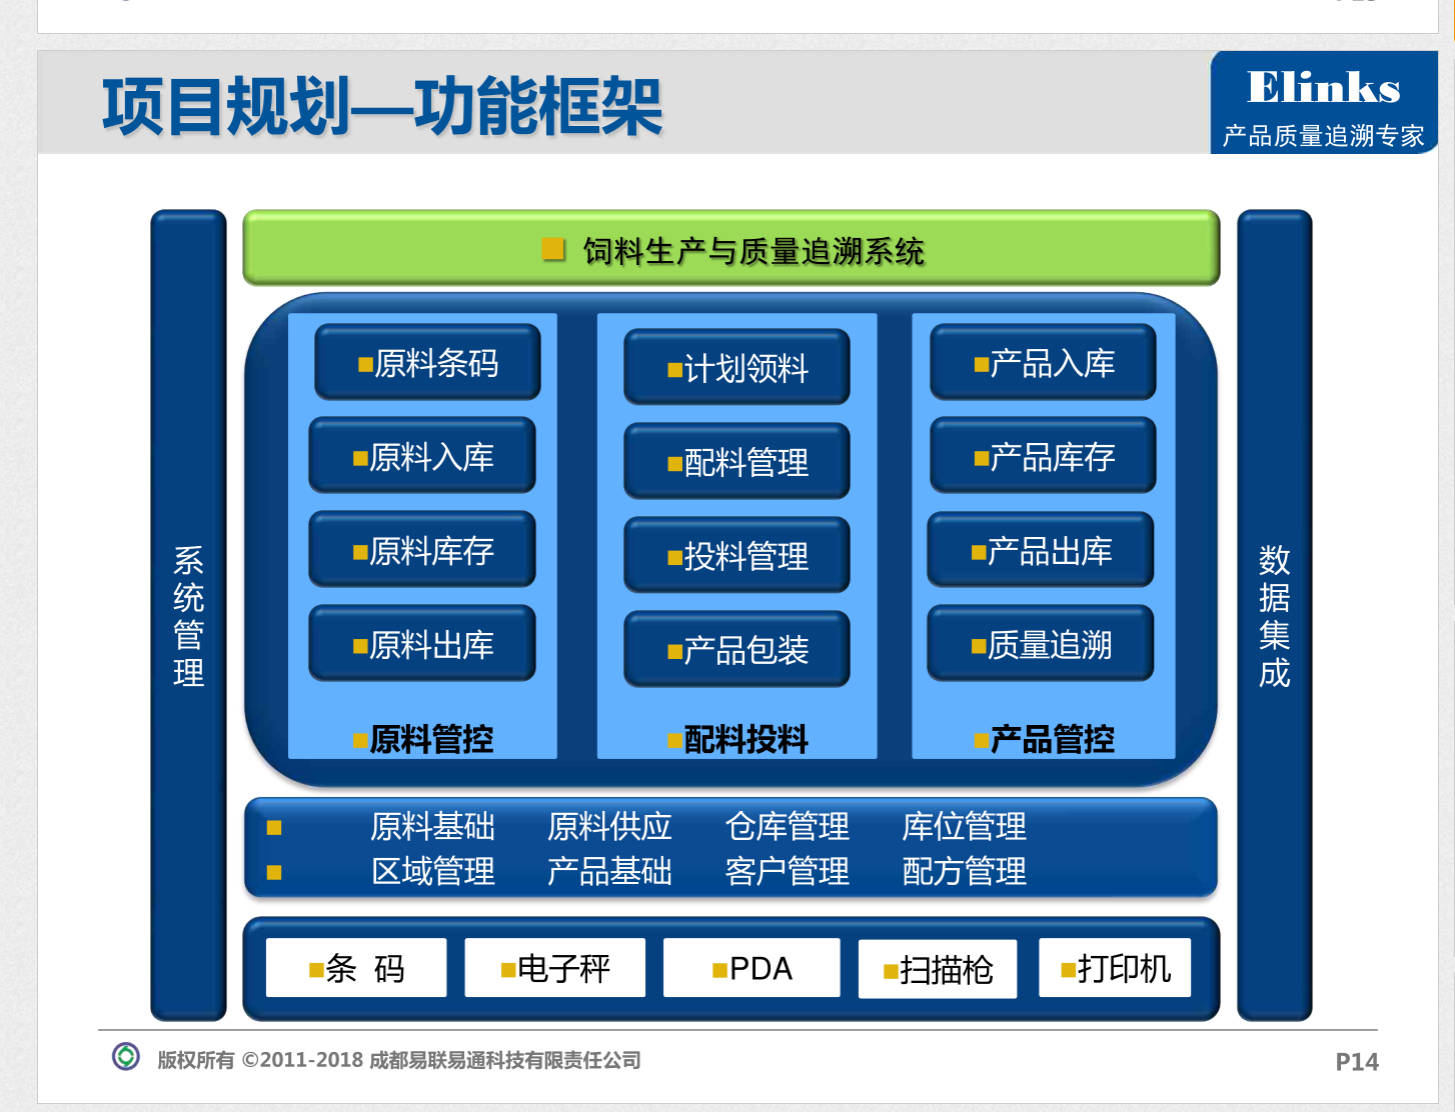 项目规划—功能框架
Elinks
产品质量追溯专家
饲料生产与质量追溯系统
系统管理
原料条码
原料入库
原料库存
原料出库
原料管控
计划领料
配料管理
投料管理
产品包装
配料投料
产品入库
产品库存
产品出库
质量追溯
产品管控
数据集成
原料基础 原料供应 仓库管理 库位管理
区域管理 产品基础 客户管理 配方管理
条 码
电子秤
PDA
扫描枪
打印机
版权所有 ©2011-2018 成都易联易通科技有限责任公司
P14